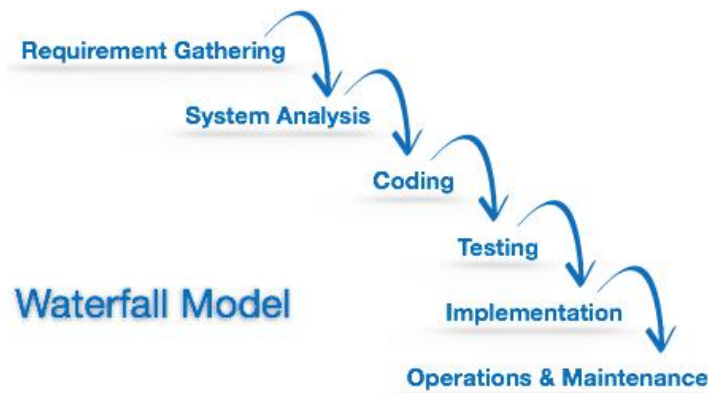 Requirement Gathering
System Analysis
Coding
Testing
Waterfall Model
Implementation
Operations & Maintenance